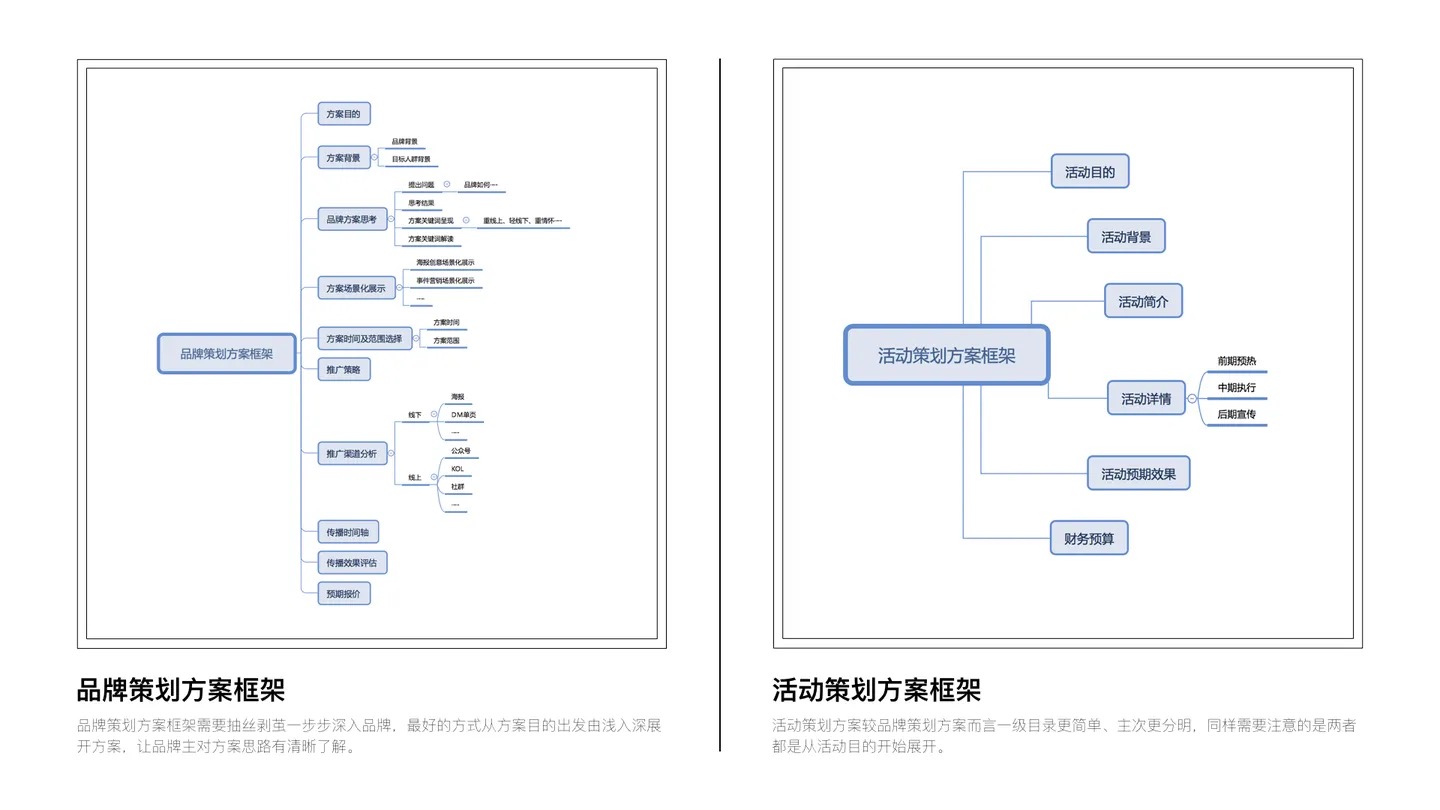 方案目的
方案背景
品牌背景
目标人群背景
品牌方案思考
提出问题
品牌如何……
思考结果
方案关键词呈现
重线上、轻线下、重情怀……
方案关键词解读
方案场景化展示
海报创意场景化展示
事件营销场景化展示
……
品牌策划方案框架
方案时间及范围选择
方案时间
方案范围
推广策略
推广渠道分析
线下
海报
DM单页
……
线上
公众号
KOL
社群
……
传播时间轴
传播效果评估
预期报价
品牌策划方案框架
品牌策划方案框架需要抽丝剥茧一步步深入品牌，最好的方式从方案目的出发由浅入深展
开方案，让品牌主对方案思路有清晰了解。
活动目的
活动背景
活动简介
活动策划方案框架
活动详情
前期预热
中期执行
后期宣传
活动预期效果
财务预算
活动策划方案框架
活动策划方案较品牌策划方案而言一级目录更简单、主次更分明，同样需要注意的是两者
都是从活动目的开始展开。